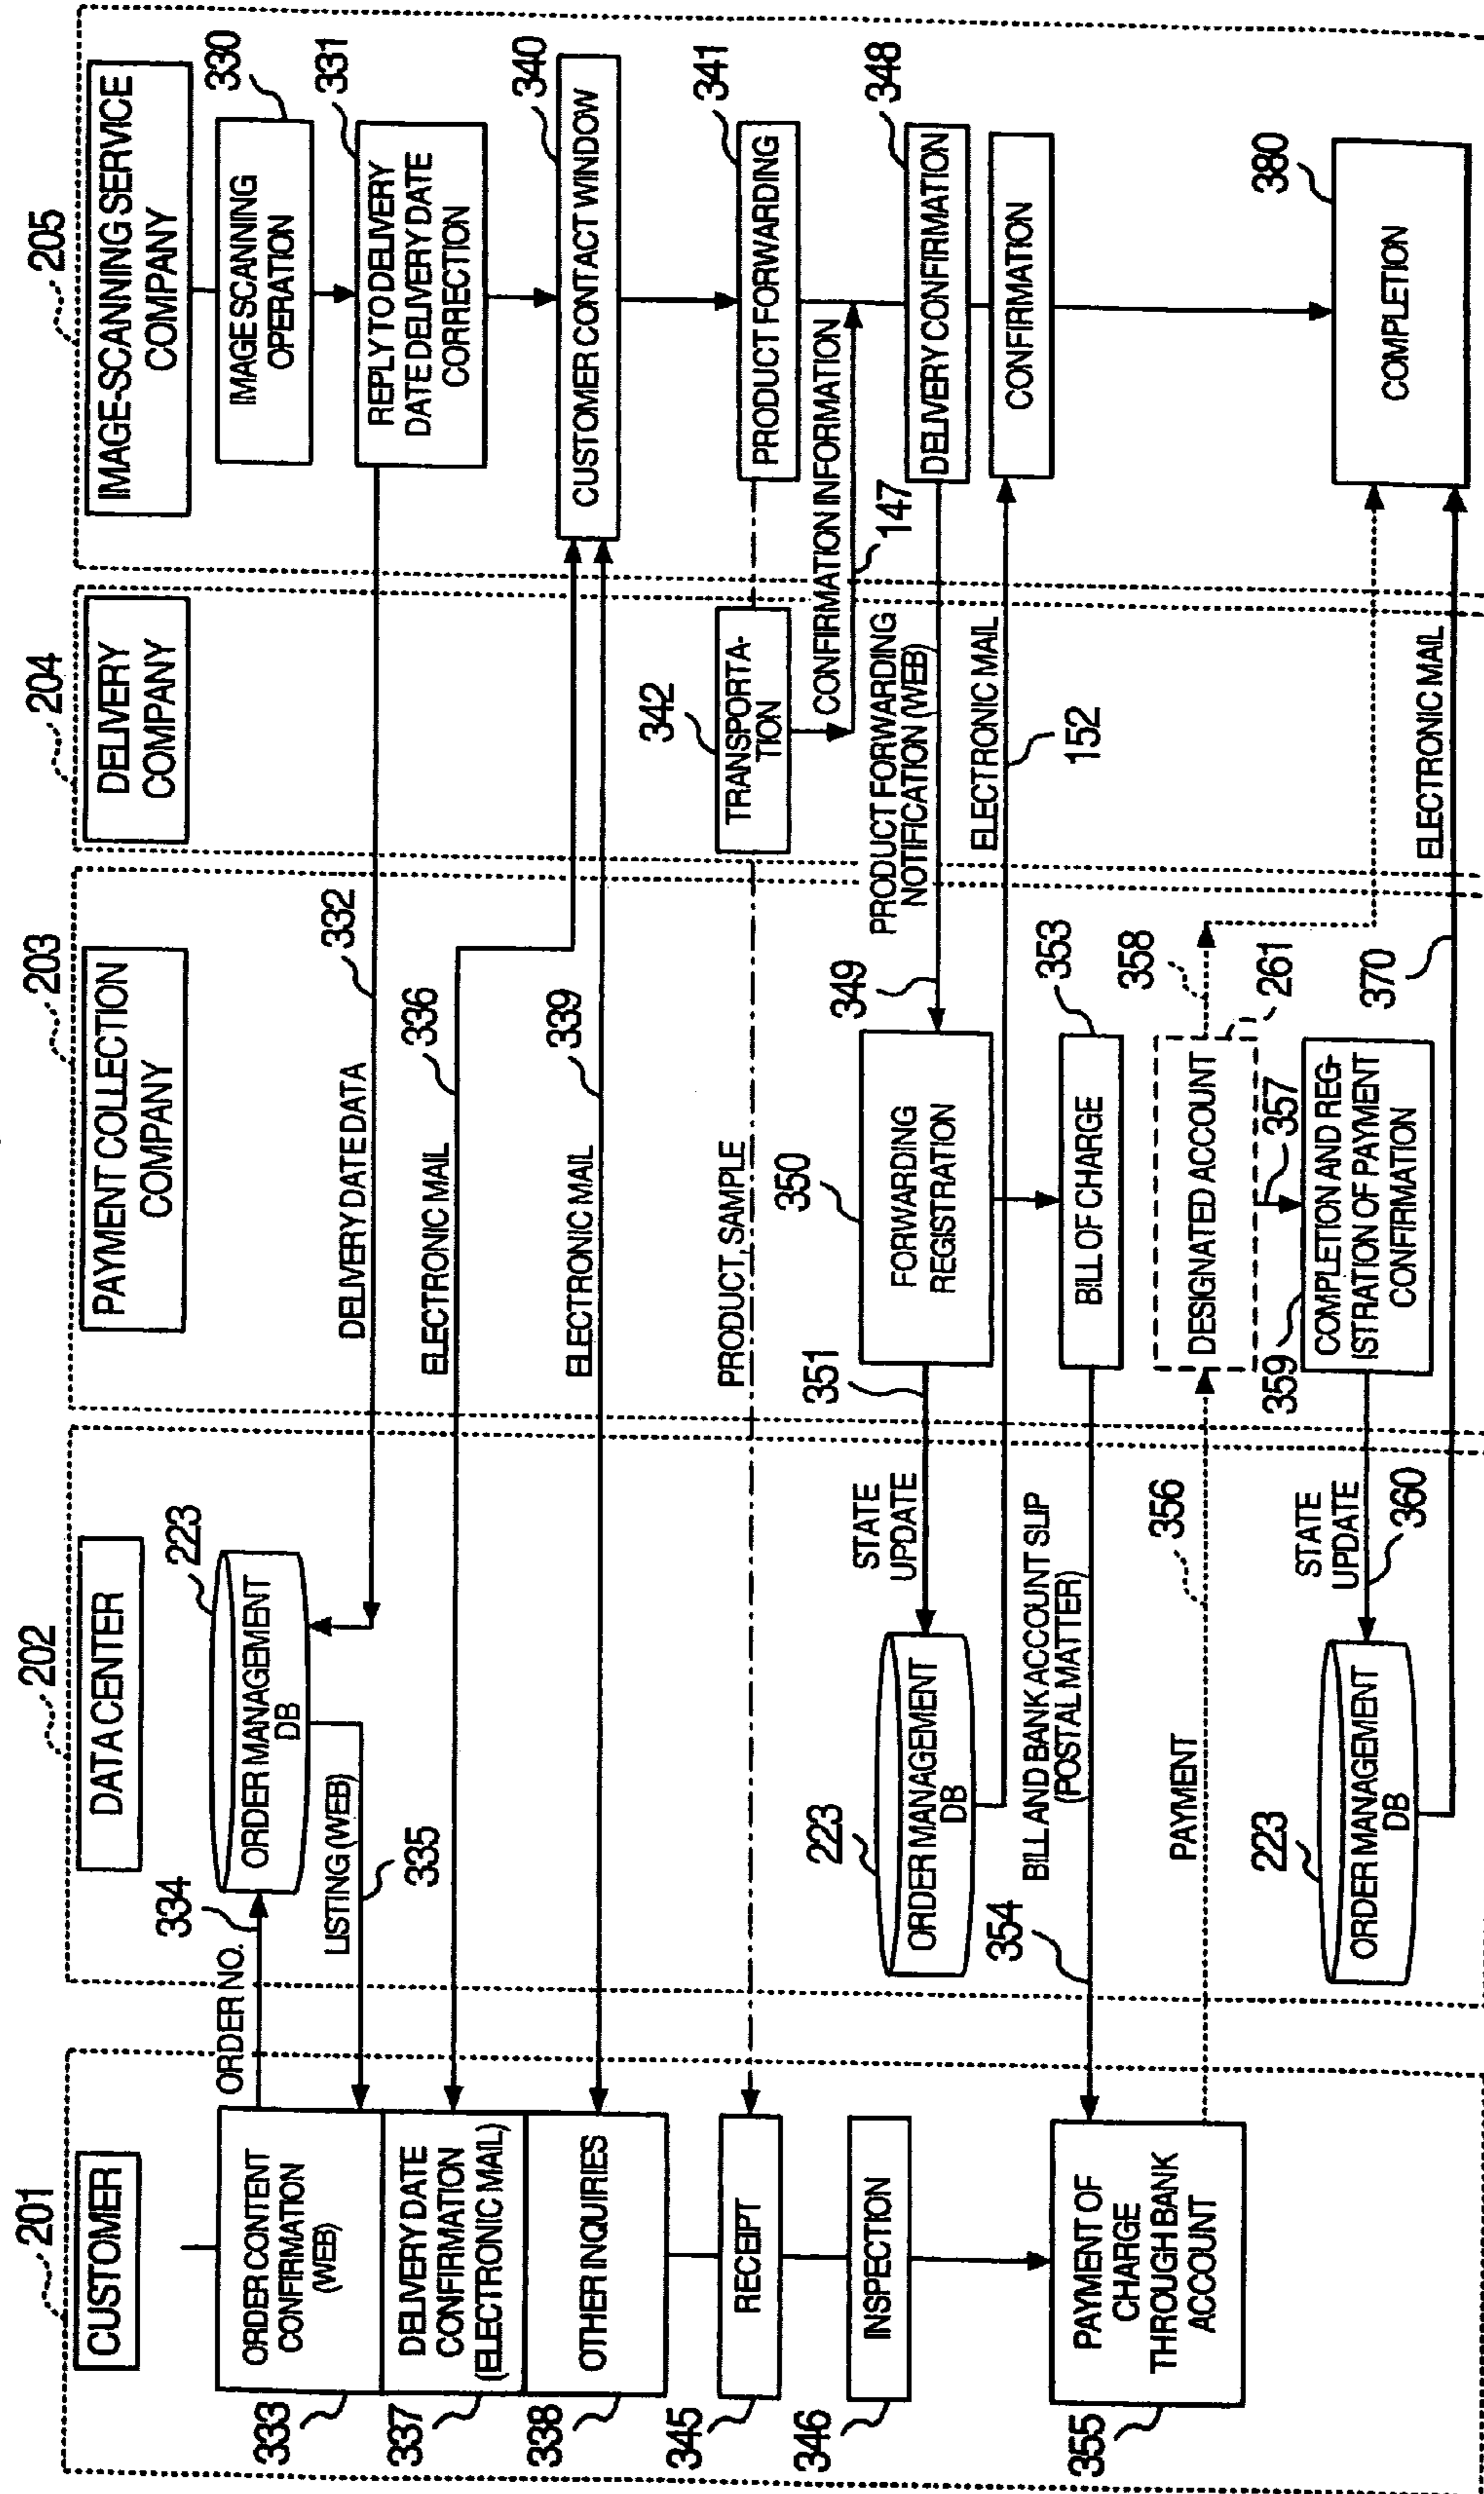 201
CUSTOMER
ORDER CONTENT
CONFIRMATION
(WEB)
333
DELIVERY DATE
CONFIRMATION
(ELECTRONIC MAIL)
337
OTHER INQUIRIES
338
RECEIPT
345
INSPECTION
346
PAYMENT OF
CHARGE
THROUGH BANK
ACCOUNT
355
202
DATA CENTER
ORDER NO.
334
223
ORDER MANAGEMENT
DB
LISTING (WEB)
335
STATE
UPDATE
223
ORDER MANAGEMENT
DB
BILL AND BANK ACCOUNT SLIP
(POSTAL MATTER)
354
356
PAYMENT
STATE
UPDATE
360
223
ORDER MANAGEMENT
DB
203
PAYMENT COLLECTION
COMPANY
332
DELIVERY DATE DATA
336
ELECTRONIC MAIL
339
ELECTRONIC MAIL
PRODUCT, SAMPLE
349
350
FORWARDING
REGISTRATION
351
353
BILL OF CHARGE
358
261
DESIGNATED ACCOUNT
357
359
COMPLETION AND REG-
ISTRATION OF PAYMENT
CONFIRMATION
370
204
DELIVERY
COMPANY
342
TRANSPORTA-
TION
CONFIRMATION INFORMATION
147
PRODUCT FORWARDING
NOTIFICATION (WEB)
ELECTRONIC MAIL
152
ELECTRONIC MAIL
205
IMAGE-SCANNING SERVICE
COMPANY
330
IMAGE SCANNING
OPERATION
331
REPLY TO DELIVERY
DATE DELIVERY DATE
CORRECTION
340
CUSTOMER CONTACT WINDOW
341
PRODUCT FORWARDING
348
DELIVERY CONFIRMATION
CONFIRMATION
380
COMPLETION